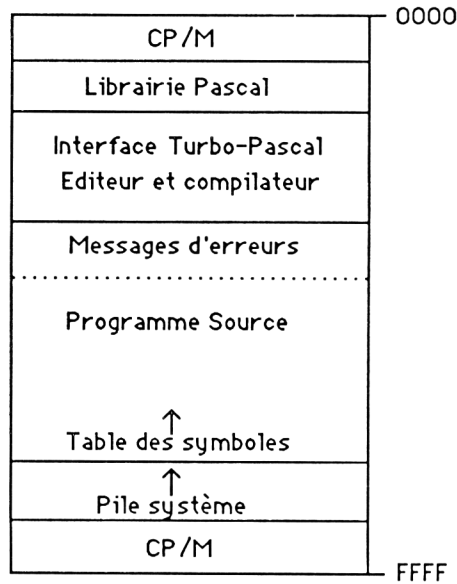 0000
CP/M
Librairie Pascal
Interface Turbo-Pascal
Editeur et compilateur
Messages d'erreurs
Programme Source
Table des symboles
Pile système
CP/M
FFFF